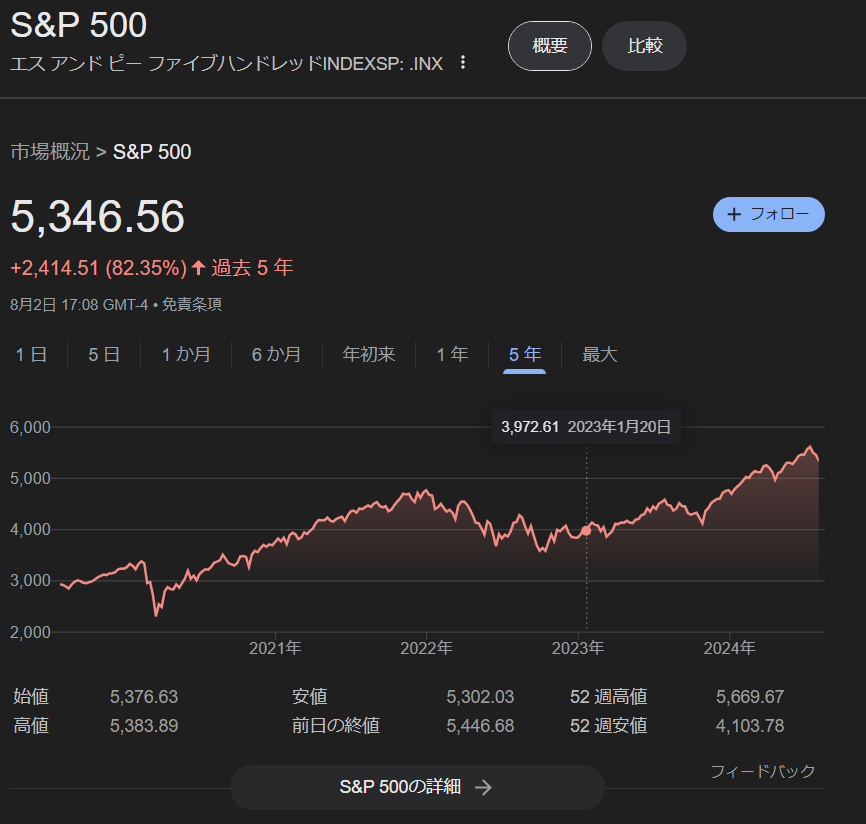 S&P 500
エス アンド ピー ファイブハンドレッドINDEXSP: .INX
概要
比較
市場概況 > S&P 500
5,346.56
+ フォロー
+2,414.51 (82.35%) ↑ 過去 5 年
8月2日 17:08 GMT-4 • 免責条項
1 日 5 日 1 か月 6 か月 年初来 1 年 5 年 最大
3,972.61 2023年1月20日
6,000
5,000
4,000
3,000
2,000
2021年 2022年 2023年 2024年
始値 5,376.63 安値 5,302.03 52 週高値 5,669.67
高値 5,383.89 前日の終値 5,446.68 52 週安値 4,103.78
フィードバック
S&P 500の詳細 →